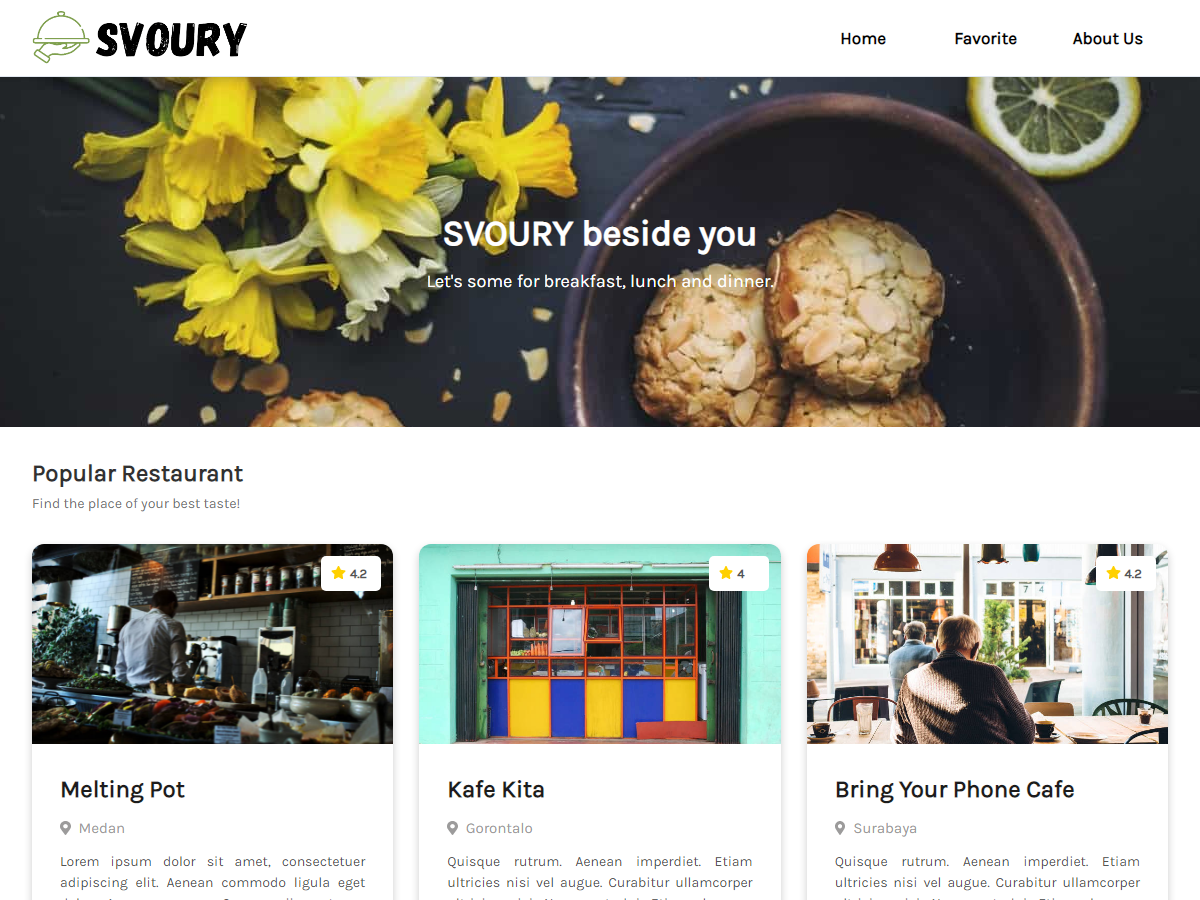 SVOURY
Home Favorite About Us
SVOURY beside you
Let's some for breakfast, lunch and dinner.
Popular Restaurant
Find the place of your best taste!
4.2
4
4.2
7 4
Melting Pot
Medan
Lorem ipsum dolor sit amet, consectetuer
adipiscing elit. Aenean commodo ligula eget
Kafe Kita
Gorontalo
Quisque rutrum. Aenean imperdiet. Etiam
ultricies nisi vel augue. Curabitur ullamcorper
Bring Your Phone Cafe
Surabaya
Quisque rutrum. Aenean imperdiet. Etiam
ultricies nisi vel augue. Curabitur ullamcorper